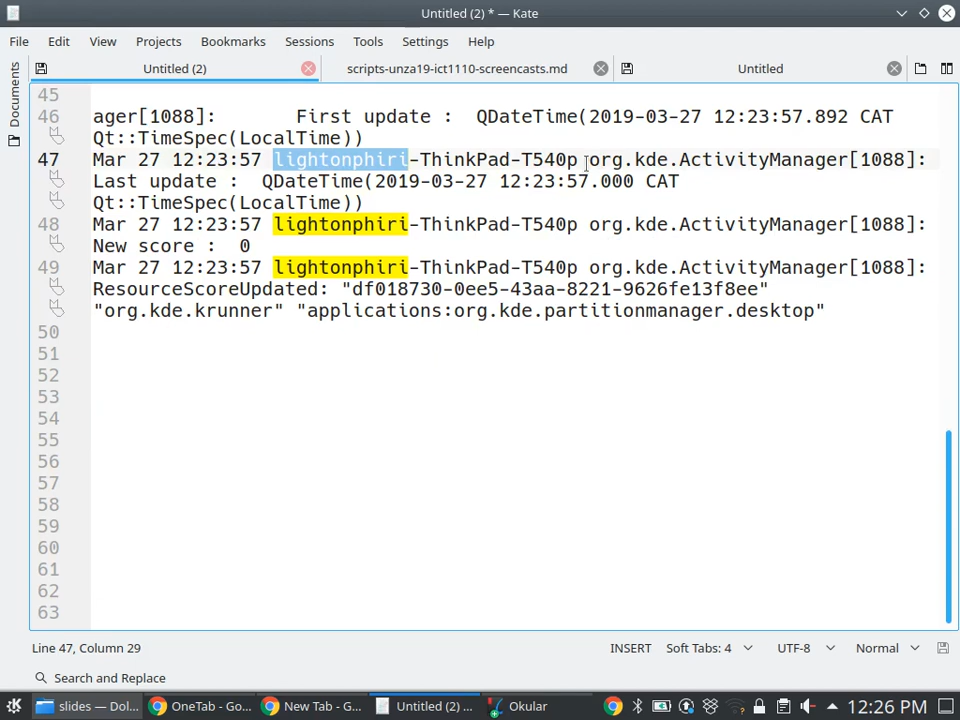 Untitled (2) * — Kate
File Edit View Projects Bookmarks Sessions Tools Settings Help
Untitled (2) scripts-unza19-ict1110-screencasts.md Untitled
Documents
45
46 ager[1088]:       First update :  QDateTime(2019-03-27 12:23:57.892 CAT
Qt::TimeSpec(LocalTime))
47 Mar 27 12:23:57 lightonphiri-ThinkPad-T540p org.kde.ActivityManager[1088]:
Last update :  QDateTime(2019-03-27 12:23:57.000 CAT
Qt::TimeSpec(LocalTime))
48 Mar 27 12:23:57 lightonphiri-ThinkPad-T540p org.kde.ActivityManager[1088]:
New score :  0
49 Mar 27 12:23:57 lightonphiri-ThinkPad-T540p org.kde.ActivityManager[1088]:
ResourceScoreUpdated: "df018730-0ee5-43aa-8221-9626fe13f8ee"
"org.kde.krunner" "applications:org.kde.partitionmanager.desktop"
50
51
52
53
54
55
56
57
58
59
60
61
62
63
Line 47, Column 29 INSERT Soft Tabs: 4 UTF-8 Normal
Search and Replace
slides — Dol... OneTab - Go... New Tab - G... Untitled (2) ... Okular 12:26 PM